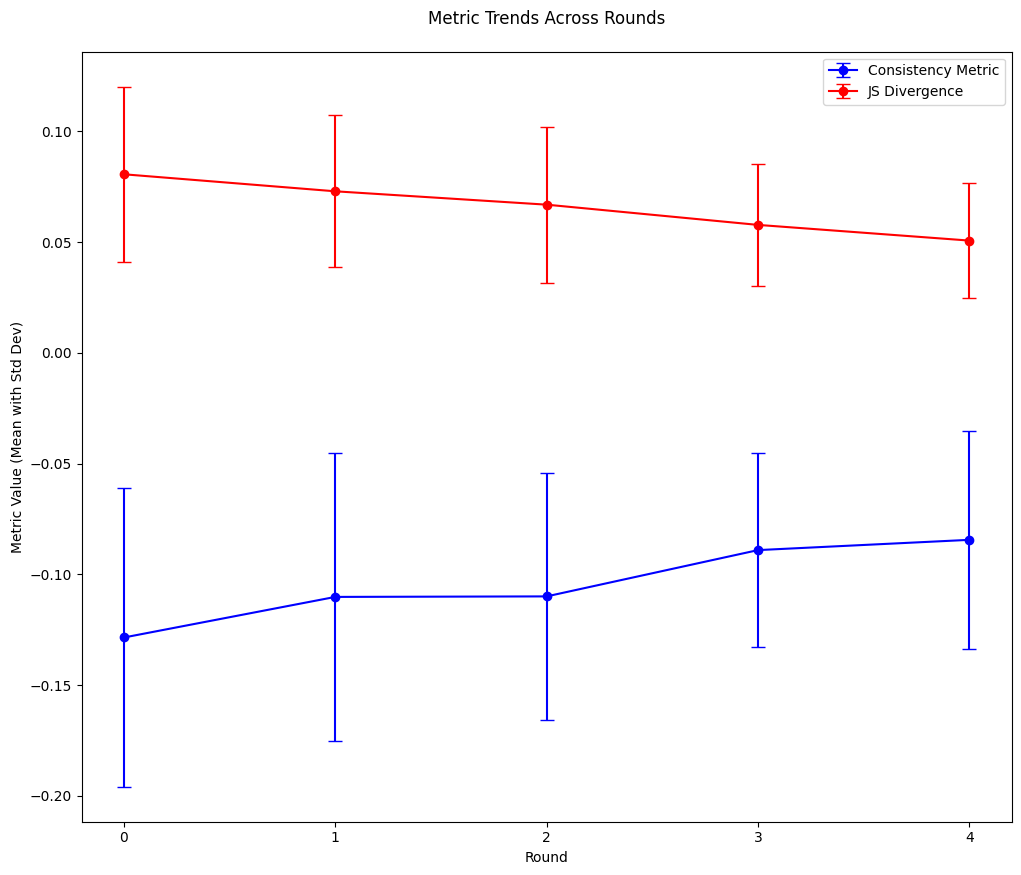 Metric Trends Across Rounds
Consistency Metric
JS Divergence
0.10
0.05
0.00
−0.05
−0.10
−0.15
−0.20
Metric Value (Mean with Std Dev)
0 1 2 3 4
Round